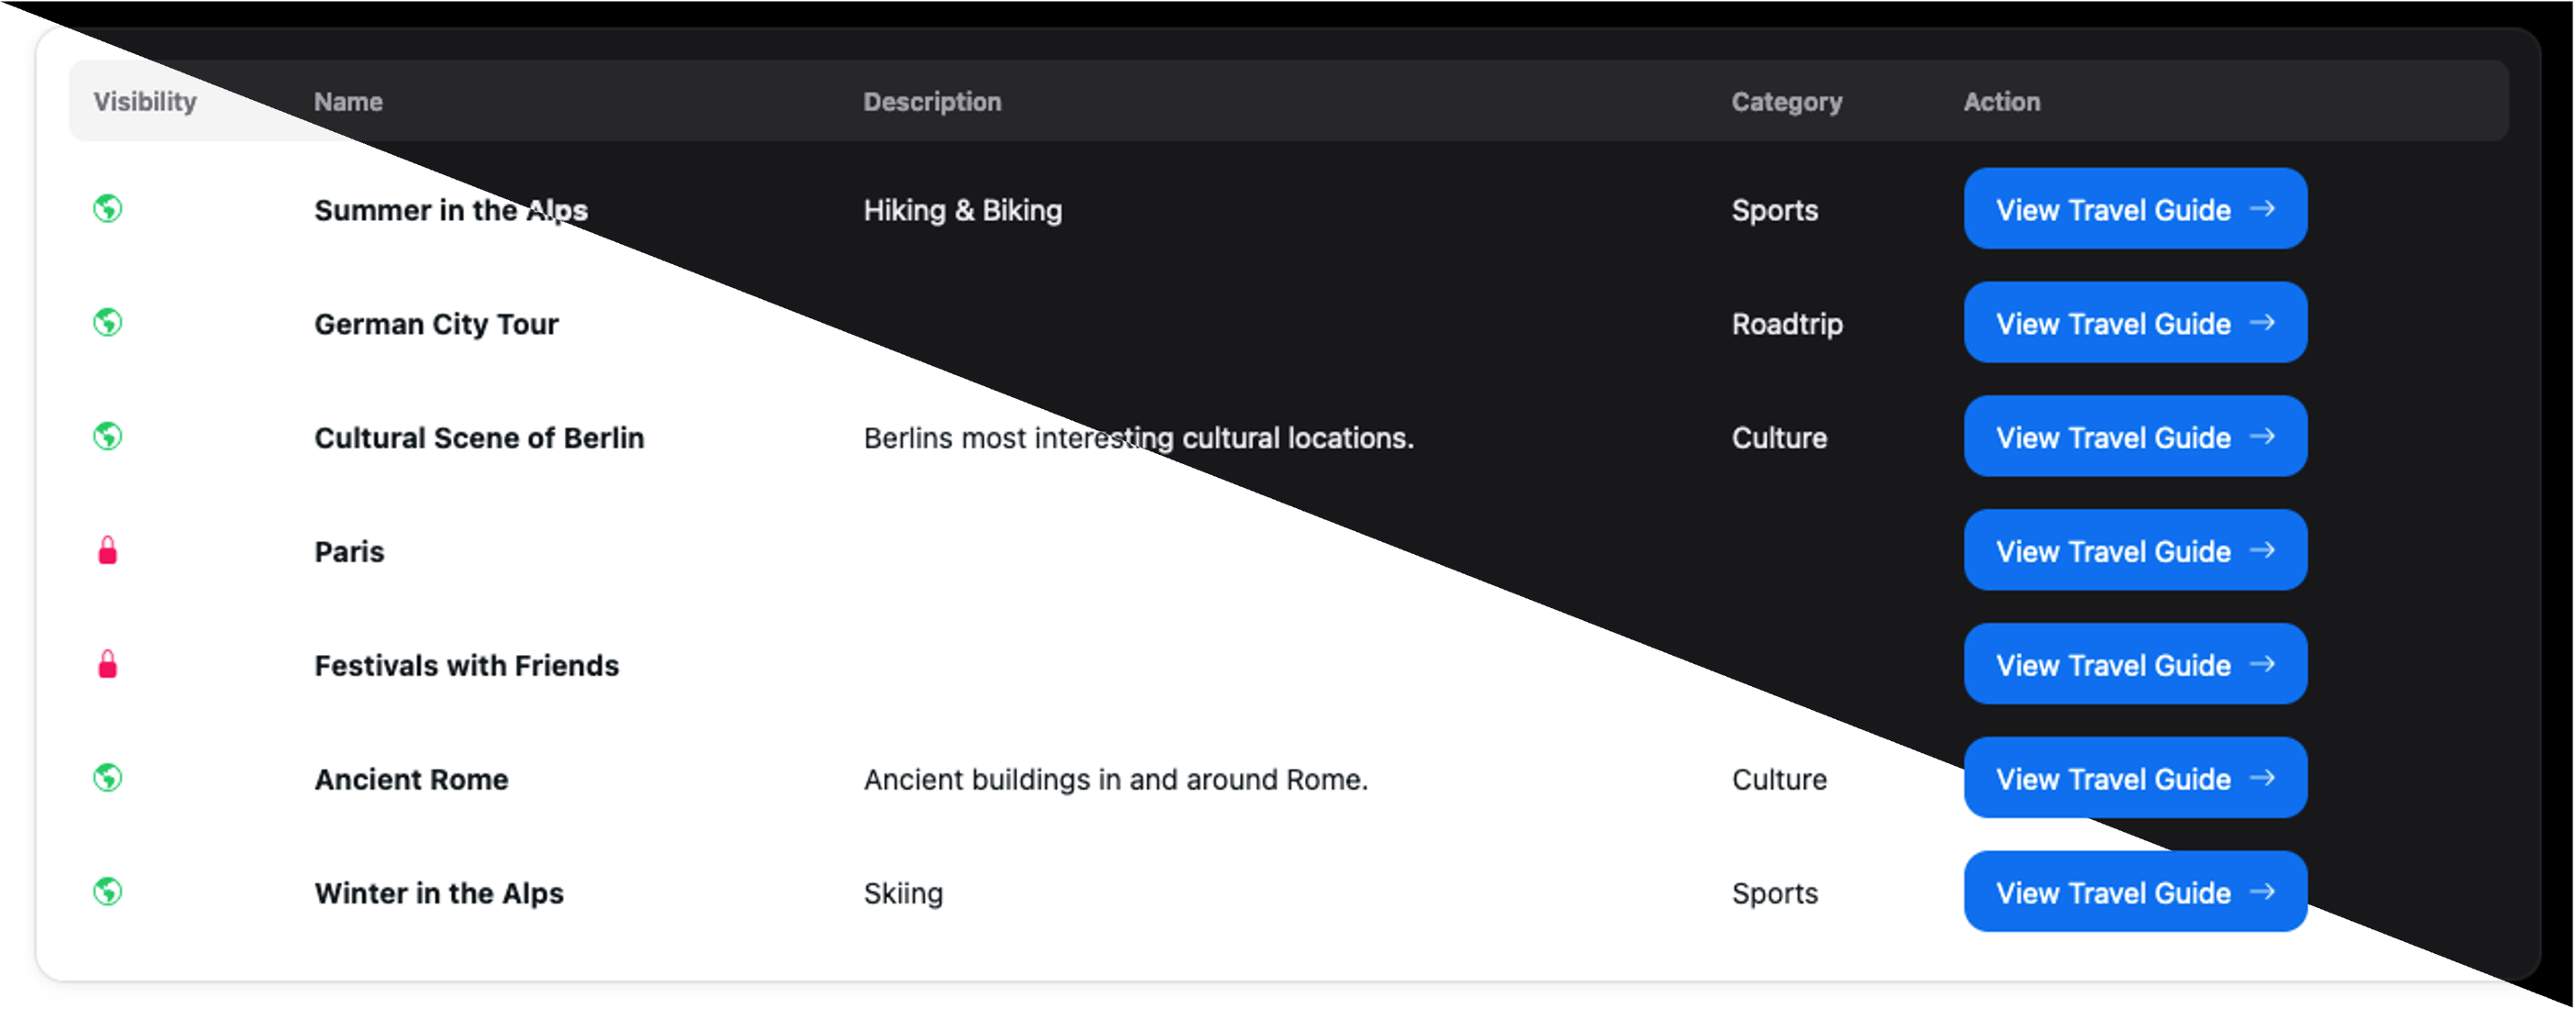 Visibility Name Description Category Action
Summer in the Alps Hiking & Biking Sports View Travel Guide →
German City Tour Roadtrip View Travel Guide →
Cultural Scene of Berlin Berlins most interesting cultural locations. Culture View Travel Guide →
Paris View Travel Guide →
Festivals with Friends View Travel Guide →
Ancient Rome Ancient buildings in and around Rome. Culture View Travel Guide →
Winter in the Alps Skiing Sports View Travel Guide →